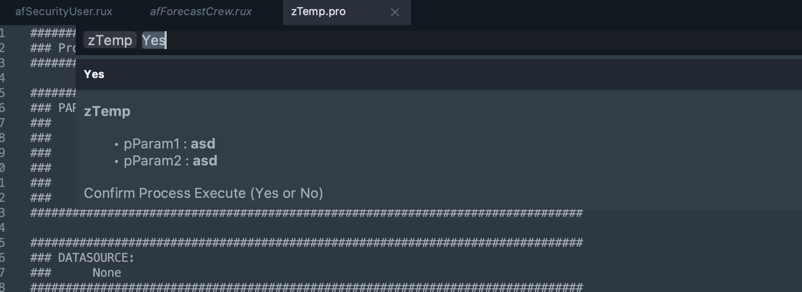 afSecurityUser.rux afForecastCrew.rux zTemp.pro
1 #######
zTemp Yes
2 ### Pro
3 #######
4
Yes
5 #######
6 ### PAR
zTemp
7 ###
8 ###
• pParam1 : asd
9 ###
• pParam2 : asd
0 ###
1 ###
2 ###
Confirm Process Execute (Yes or No)
3 ###############################################################################
4
5 ###############################################################################
6 ### DATASOURCE:
7 ### None
8 ###############################################################################